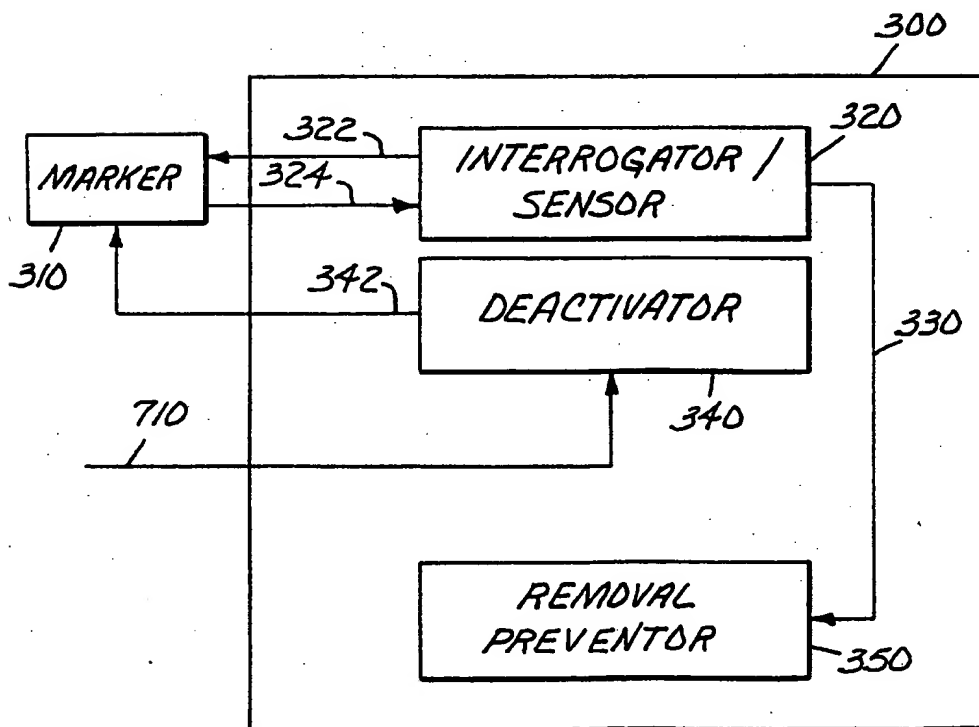 300
322
INTERROGATOR /
SENSOR
320
MARKER
324
310
342
DEACTIVATOR
330
710
340
REMOVAL
PREVENTOR
350